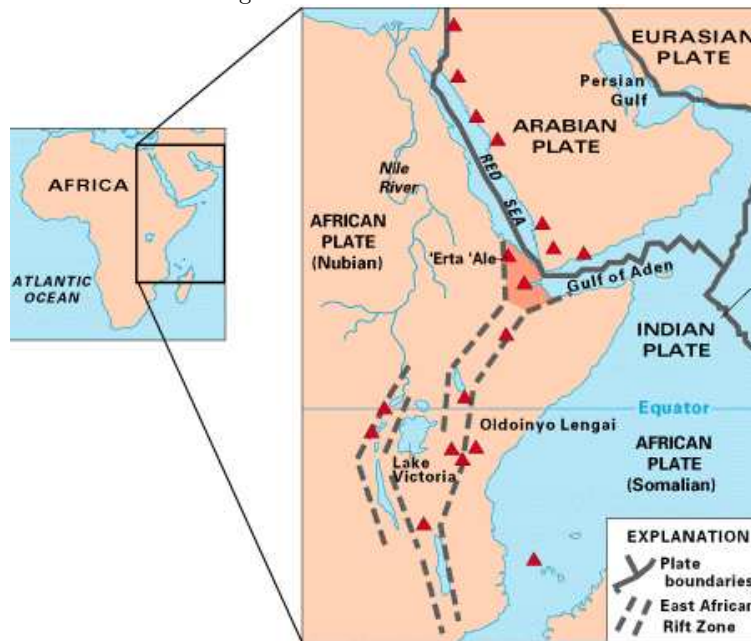 EURASIAN
PLATE
Persian
Gulf
ARABIAN
PLATE
RED
SEA
Nile
River
AFRICAN
PLATE
(Nubian)
'Erta 'Ale
Gulf of Aden
INDIAN
PLATE
Equator
Oldoinyo Lengai
Lake
Victoria
AFRICAN
PLATE
(Somalian)
EXPLANATION
Plate
boundaries
East African
Rift Zone
AFRICA
ATLANTIC
OCEAN